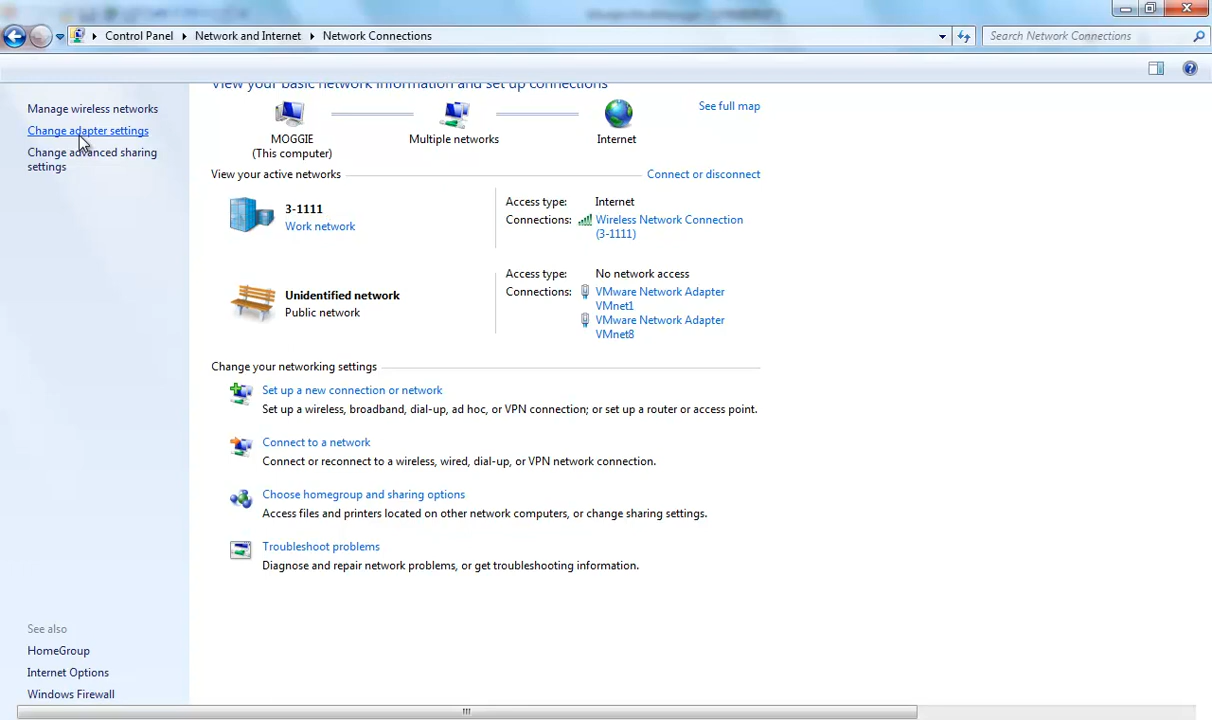 Control Panel
Network and Internet
Network Connections
Search Network Connections
View your basic network information and set up connections
Manage wireless networks
Change adapter settings
Change advanced sharing
settings
See full map
MOGGIE
(This computer)
Multiple networks
Internet
View your active networks
Connect or disconnect
3-1111
Work network
Access type: Internet
Connections: Wireless Network Connection
(3-1111)
Unidentified network
Public network
Access type: No network access
Connections: VMware Network Adapter
VMnet1
VMware Network Adapter
VMnet8
Change your networking settings
Set up a new connection or network
Set up a wireless, broadband, dial-up, ad hoc, or VPN connection; or set up a router or access point.
Connect to a network
Connect or reconnect to a wireless, wired, dial-up, or VPN network connection.
Choose homegroup and sharing options
Access files and printers located on other network computers, or change sharing settings.
Troubleshoot problems
Diagnose and repair network problems, or get troubleshooting information.
See also
HomeGroup
Internet Options
Windows Firewall